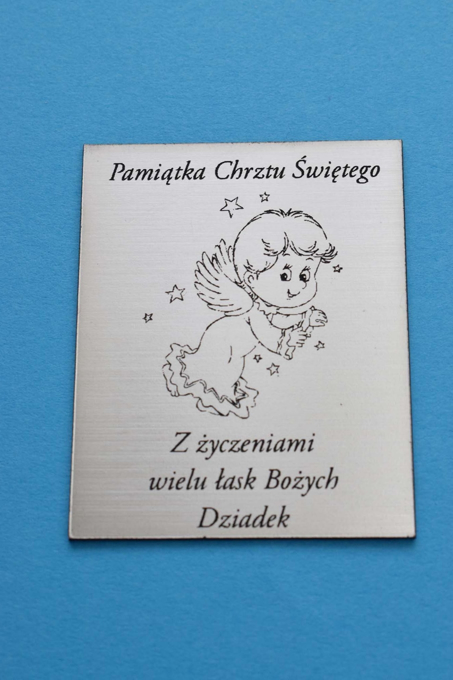 Pamiątka Chrztu Świętego
Z życzeniami
wielu łask Bożych
Dziadek